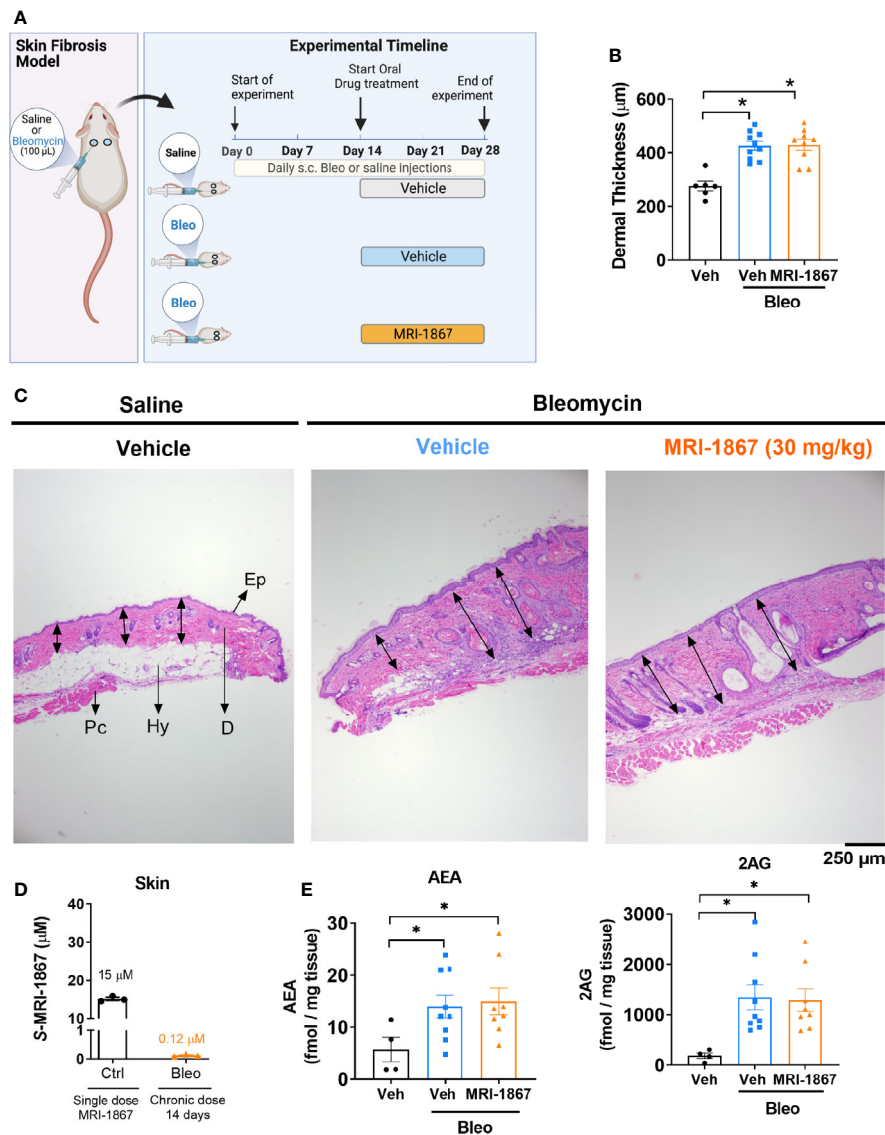 A
Skin Fibrosis
Model
Saline
or
Bleomycin
(100 µL)
Experimental Timeline
Start of
experiment
Start Oral
Drug treatment
End of
experiment
Day 0 Day 7 Day 14 Day 21 Day 28
Daily s.c. Bleo or saline injections
Saline
Vehicle
Bleo
Vehicle
Bleo
MRI-1867
B
Dermal Thickness (µm)
600
400
200
0
* *
Veh Veh MRI-1867
Bleo
C
Saline Bleomycin
Vehicle Vehicle MRI-1867 (30 mg/kg)
Ep
Pc Hy D
250 µm
D
Skin
S-MRI-1867 (µM)
40
30
20
10
1
0
15 µM
0.12 µM
Ctrl Bleo
Single dose
MRI-1867
Chronic dose
14 days
E
AEA
AEA
(fmol / mg tissue)
30
20
10
0
*
*
Veh Veh MRI-1867
Bleo
2AG
2AG
(fmol / mg tissue)
3000
2000
1000
0
*
*
Veh Veh MRI-1867
Bleo